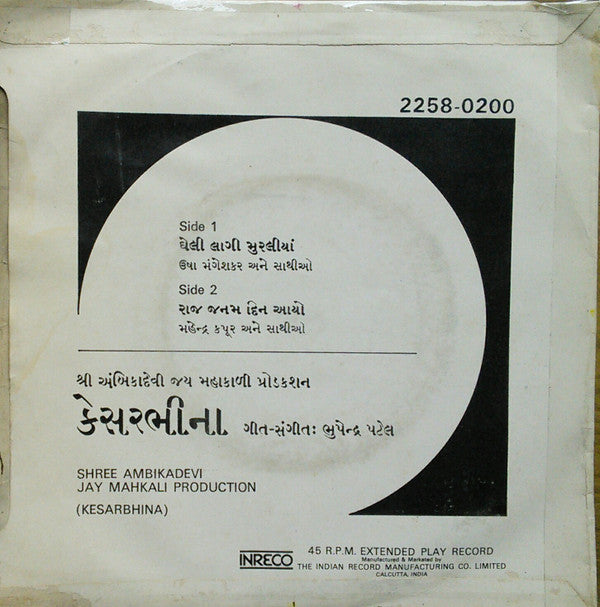 2258-0200
Side 1
ઘેલી લાગી મુરલીયાં
ઉષા મંગેશકર અને સાથીઓ
Side 2
રાજ જનમ દિન આયો
મહેન્દ્ર કપૂર અને સાથીઓ
શ્રી અંબિકાદેવી જય મહાકાળી પ્રોડકશન
કેસરભીના ગીત-સંગીત: ભુપેન્દ્ર પટેલ
SHREE AMBIKADEVI
JAY MAHKALI PRODUCTION
(KESARBHINA)
INRECO
45 R.P.M. EXTENDED PLAY RECORD
Manufactured & Marketed by
THE INDIAN RECORD MANUFACTURING CO. LIMITED
CALCUTTA, INDIA